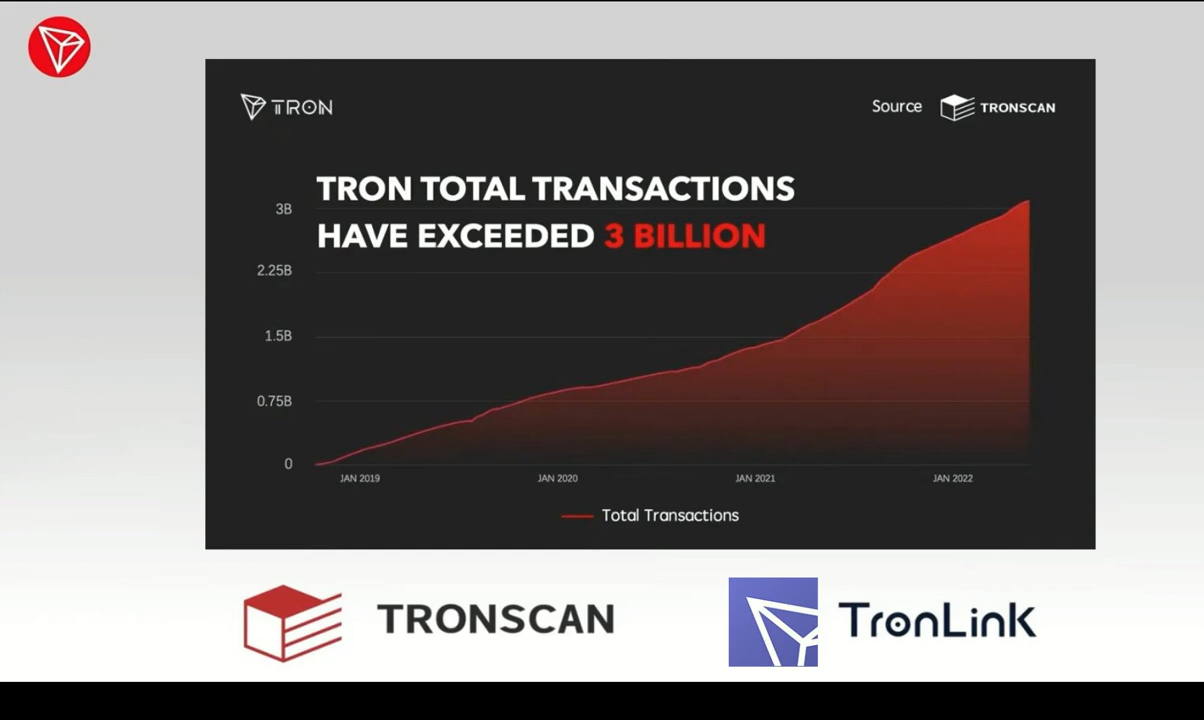 TRON
Source TRONSCAN
TRON TOTAL TRANSACTIONS
HAVE EXCEEDED 3 BILLION
3B
2.25B
1.5B
0.75B
0
JAN 2019 JAN 2020 JAN 2021 JAN 2022
Total Transactions
TRONSCAN
TronLink